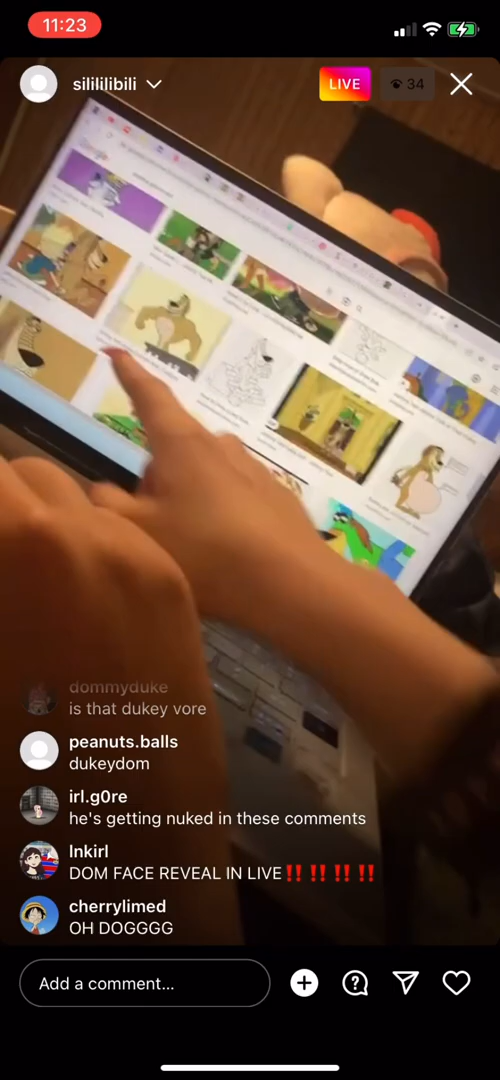 11:23
silililibili
LIVE
34
dommyduke
is that dukey vore
peanuts.balls
dukeydom
irl.g0re
he's getting nuked in these comments
lnkirl
DOM FACE REVEAL IN LIVE‼️‼️‼️‼️
cherrylimed
OH DOGGGG
Add a comment...